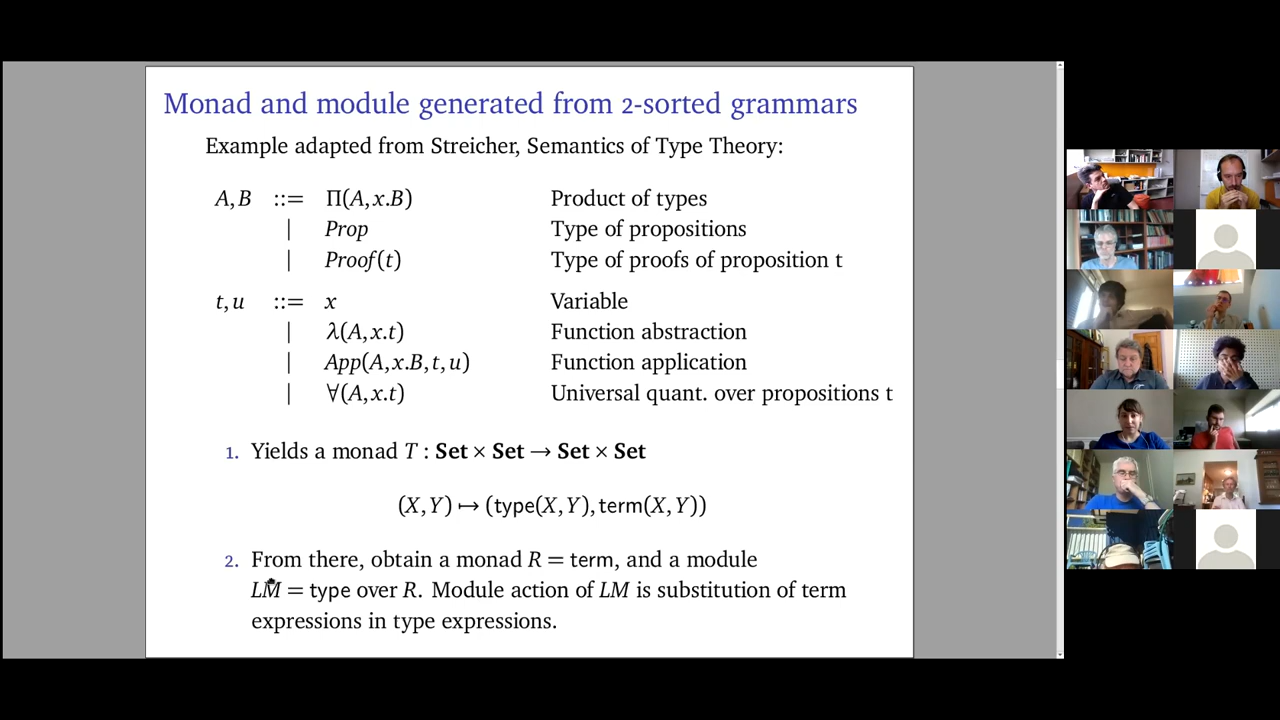 Monad and module generated from 2-sorted grammars
Example adapted from Streicher, Semantics of Type Theory:
A, B ::= Π(A, x.B) Product of types
| Prop Type of propositions
| Proof(t) Type of proofs of proposition t
t, u ::= x Variable
| λ(A, x.t) Function abstraction
| App(A, x.B, t, u) Function application
| ∀(A, x.t) Universal quant. over propositions t
1. Yields a monad T : Set × Set → Set × Set
(X, Y) ↦ (type(X, Y), term(X, Y))
2. From there, obtain a monad R = term, and a module
LM = type over R. Module action of LM is substitution of term
expressions in type expressions.